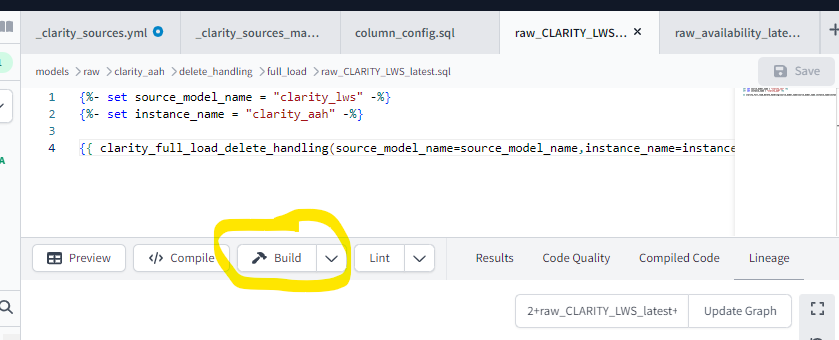 _clarity_sources.yml
_clarity_sources_ma...
column_config.sql
raw_CLARITY_LWS...
raw_availability_late...
models > raw > clarity_aah > delete_handling > full_load > raw_CLARITY_LWS_latest.sql
Save
1 {%- set source_model_name = "clarity_lws" -%}
2 {%- set instance_name = "clarity_aah" -%}
3
4 {{ clarity_full_load_delete_handling(source_model_name=source_model_name,instance_name=instance
Preview
</> Compile
Build
Lint
Results
Code Quality
Compiled Code
Lineage
2+raw_CLARITY_LWS_latest+
Update Graph